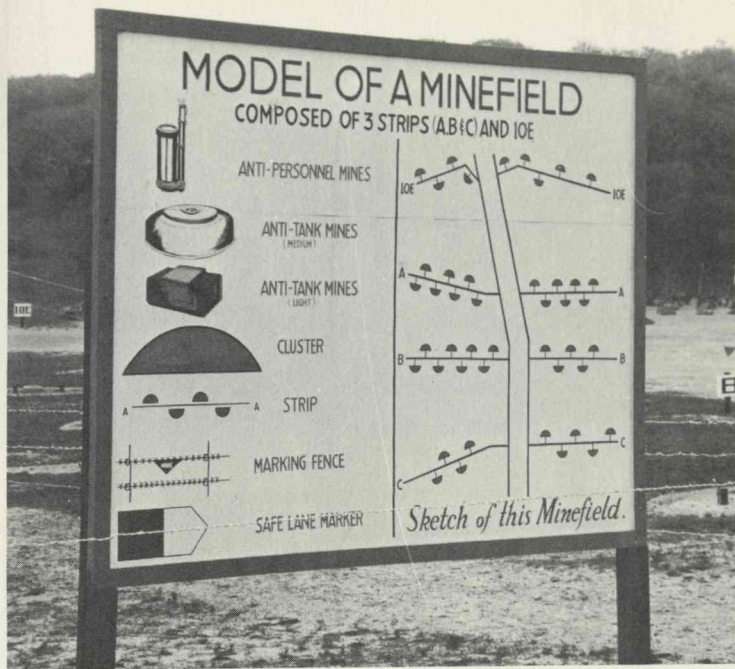 MODEL OF A MINEFIELD
COMPOSED OF 3 STRIPS (A.B&C) AND IOE
ANTI-PERSONNEL MINES
ANTI-TANK MINES
(MEDIUM)
ANTI-TANK MINES
(LIGHT)
CLUSTER
A STRIP A
MARKING FENCE
SAFE LANE MARKER
IOE IOE
A A
B B
C C
Sketch of this Minefield.
IOE
B